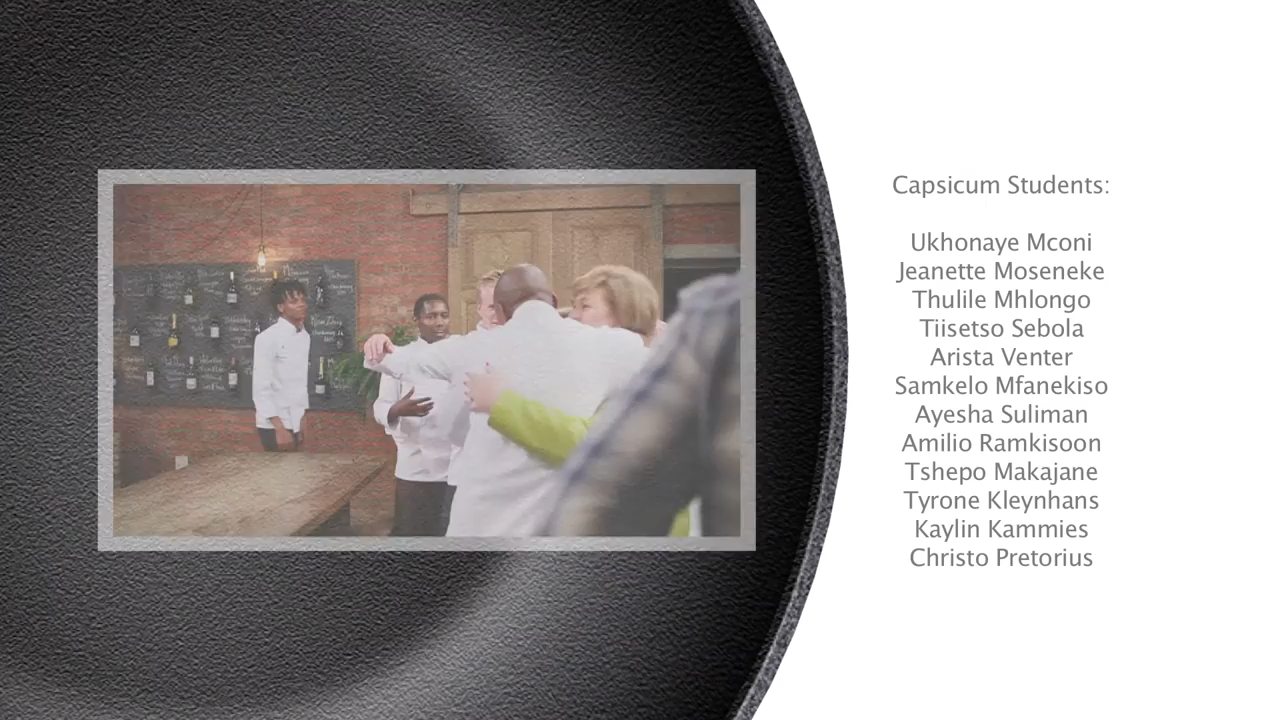 Capsicum Students:
Ukhonaye Mconi
Jeanette Moseneke
Thulile Mhlongo
Tiisetso Sebola
Arista Venter
Samkelo Mfanekiso
Ayesha Suliman
Amilio Ramkisoon
Tshepo Makajane
Tyrone Kleynhans
Kaylin Kammies
Christo Pretorius